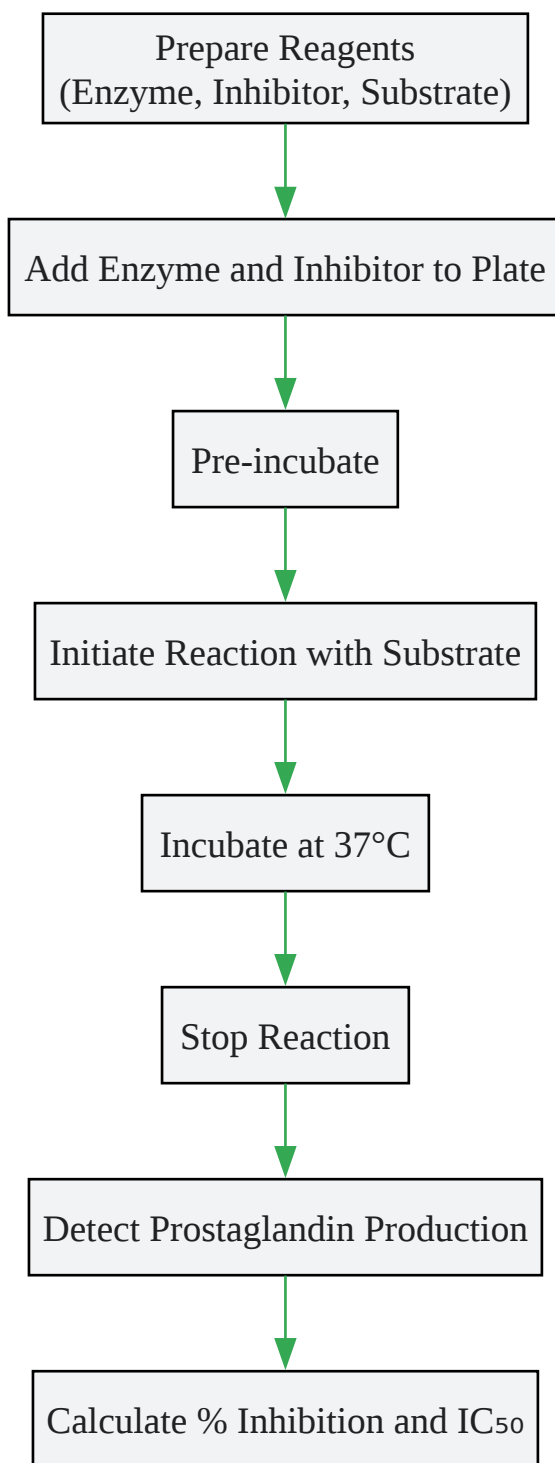 Prepare Reagents
(Enzyme, Inhibitor, Substrate)
Add Enzyme and Inhibitor to Plate
Pre-incubate
Initiate Reaction with Substrate
Incubate at 37°C
Stop Reaction
Detect Prostaglandin Production
Calculate % Inhibition and IC₅₀